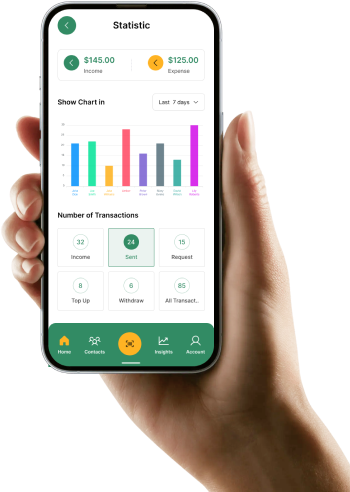 Statistic
$145.00 $125.00
Income Expense
Show Chart in Last 7 days
Number of Transactions
32 24 15
Income Sent Request
8 6 85
Top Up Withdraw All Transact..
Home Contacts Insights Account